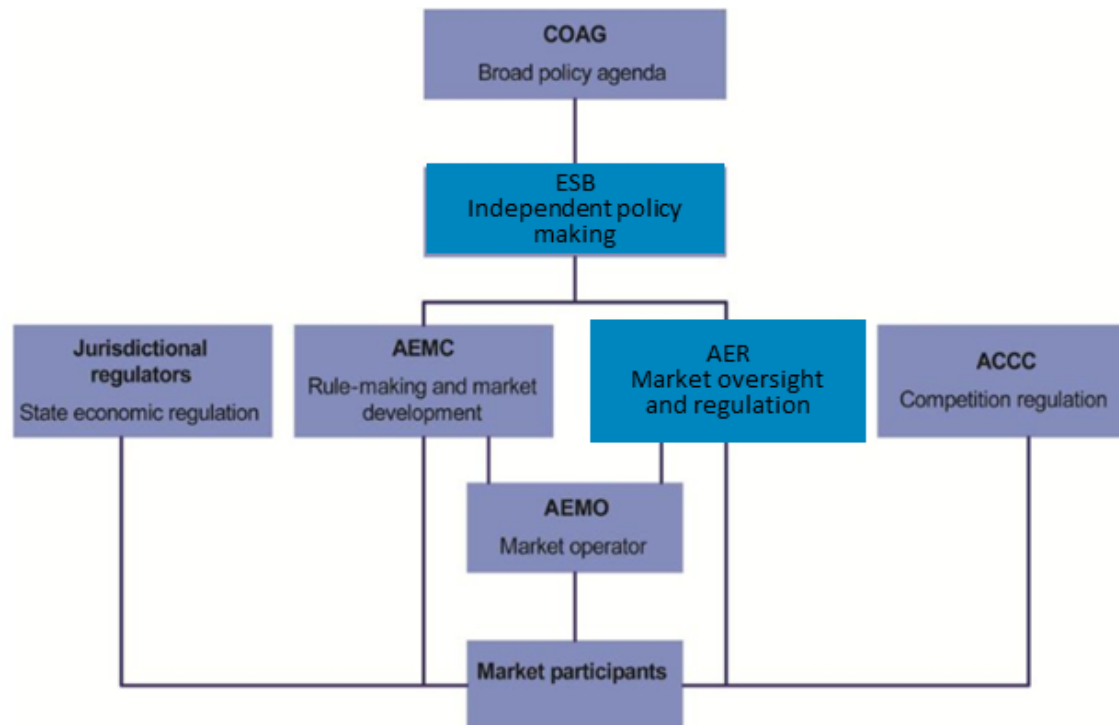 COAG
Broad policy agenda
ESB
Independent policy
making
Jurisdictional
regulators
State economic regulation
AEMC
Rule-making and market
development
AER
Market oversight
and regulation
ACCC
Competition regulation
AEMO
Market operator
Market participants